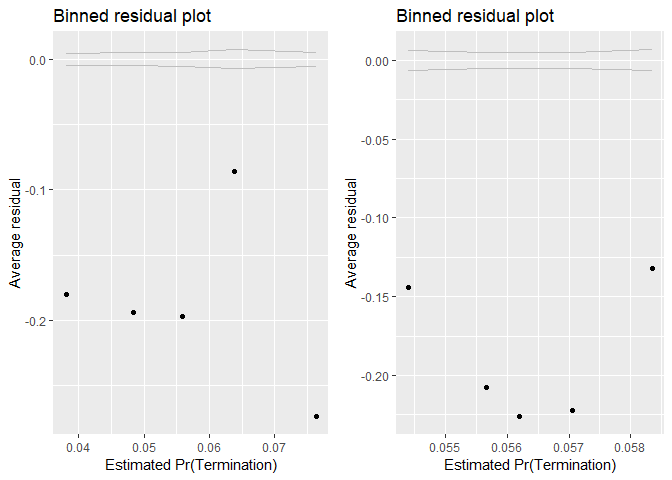 Binned residual plot
0.0
-0.1
-0.2
Average residual
0.04 0.05 0.06 0.07
Estimated Pr(Termination)
Binned residual plot
0.00
-0.05
-0.10
-0.15
-0.20
Average residual
0.055 0.056 0.057 0.058
Estimated Pr(Termination)